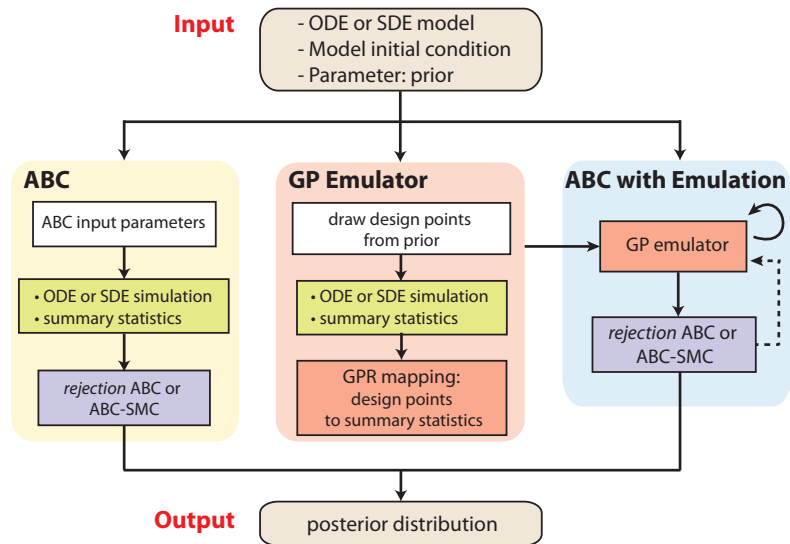 Input
- ODE or SDE model
- Model initial condition
- Parameter: prior
ABC
ABC input parameters
• ODE or SDE simulation
• summary statistics
rejection ABC or
ABC-SMC
GP Emulator
draw design points
from prior
• ODE or SDE simulation
• summary statistics
GPR mapping:
design points
to summary statistics
ABC with Emulation
GP emulator
rejection ABC or
ABC-SMC
Output
posterior distribution